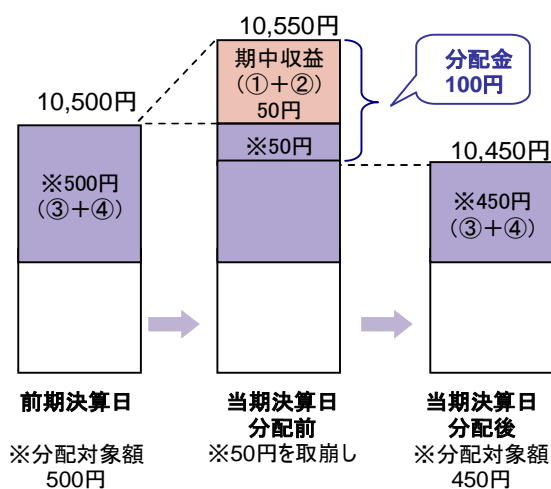 10,550円
期中収益
(①+②)
50円
分配金
100円
10,500円
※50円
10,450円
※500円
(③+④)
※450円
(③+④)
前期決算日
当期決算日
分配前
当期決算日
分配後
※分配対象額
500円
※50円を取崩し
※分配対象額
450円